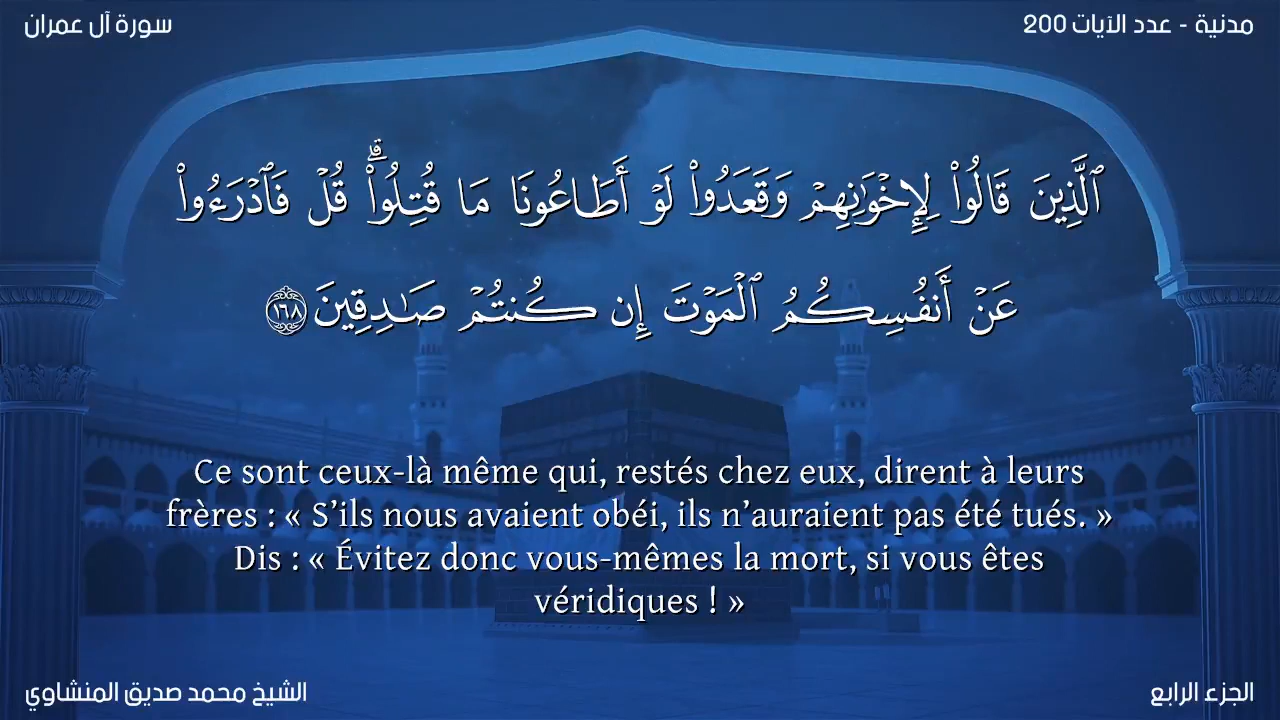 سورة آل عمران
مدنية - عدد الآيات 200
ٱلَّذِينَ قَالُوا۟ لِإِخْوَٰنِهِمْ وَقَعَدُوا۟ لَوْ أَطَاعُونَا مَا قُتِلُوا۟ ۗ قُلْ فَٱدْرَءُوا۟
عَنْ أَنفُسِكُمُ ٱلْمَوْتَ إِن كُنتُمْ صَـٰدِقِينَ ١٦٨
Ce sont ceux-là même qui, restés chez eux, dirent à leurs
frères : « S’ils nous avaient obéi, ils n’auraient pas été tués. »
Dis : « Évitez donc vous-mêmes la mort, si vous êtes
véridiques ! »
الشيخ محمد صديق المنشاوي
الجزء الرابع